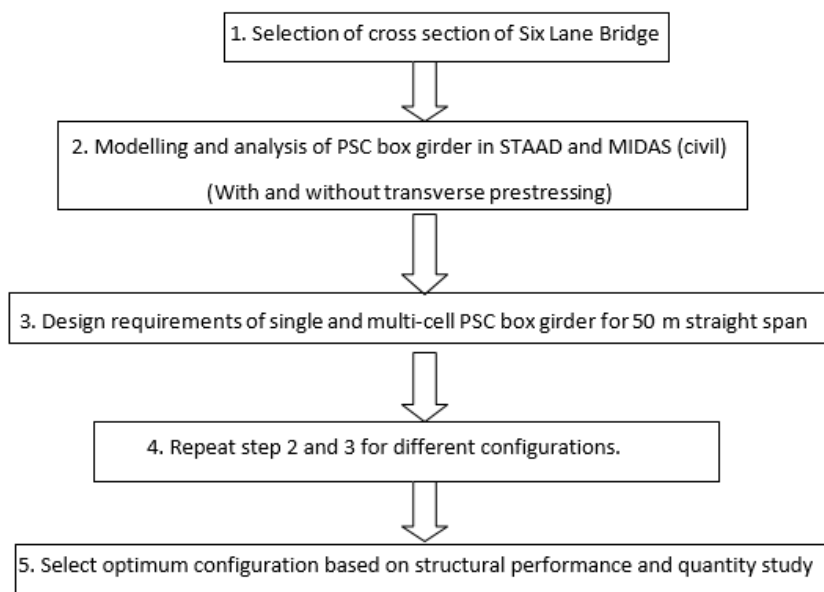 1. Selection of cross section of Six Lane Bridge
2. Modelling and analysis of PSC box girder in STAAD and MIDAS (civil)
(With and without transverse prestressing)
3. Design requirements of single and multi-cell PSC box girder for 50 m straight span
4. Repeat step 2 and 3 for different configurations.
5. Select optimum configuration based on structural performance and quantity study